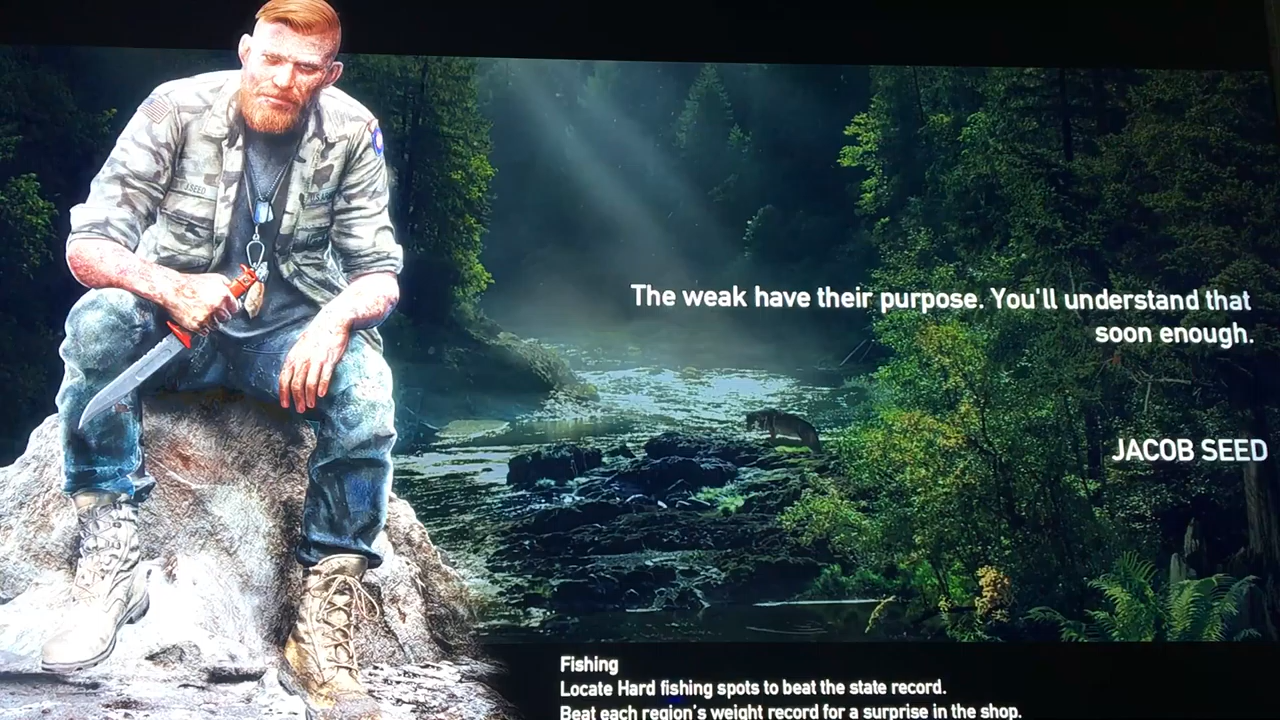 J.SEED
The weak have their purpose. You'll understand that
soon enough.
JACOB SEED
Fishing
Locate Hard fishing spots to beat the state record.
Beat each region's weight record for a surprise in the shop.